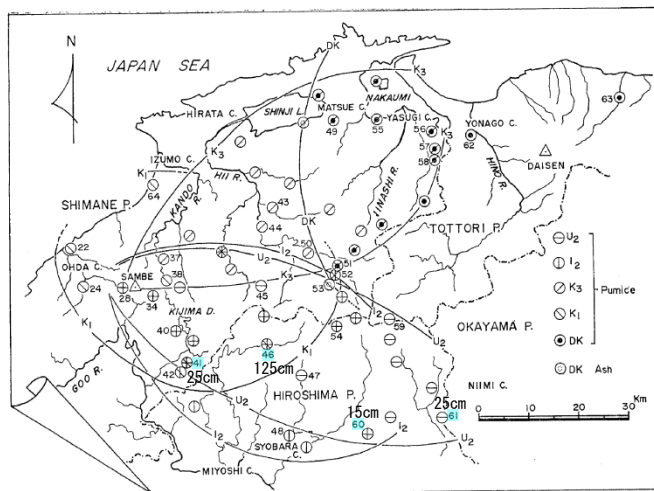 N
JAPAN SEA
DK
K3
HIRATA C.
SHINJI L.
MATSUE C.
NAKAUMI
YASUGI C.
49
55
56
57
58
K3
YONAGO C.
62
63
DAISEN
HINO R.
IZUMO C.
K1
64
K3
HII R.
KANDO R.
43
44
DK
IINASHI R.
SHIMANE P.
TOTTORI P.
22
OHDA C.
24
SAMBE
28
34
37
38
I2
U2
50
51
52
53
K3
45
KIJIMA D.
40
K1
GOO R.
41
42
25cm
46
125cm
K1
54
59
U2
OKAYAMA P.
47
HIROSHIMA P.
U2
I2
48
SYOBARA C.
MIYOSHI C.
15cm
60
I2
NIIMI C.
25cm
61
U2
U2
I2
K3
K1
DK
Pumice
DK Ash
0 10 20 30 Km